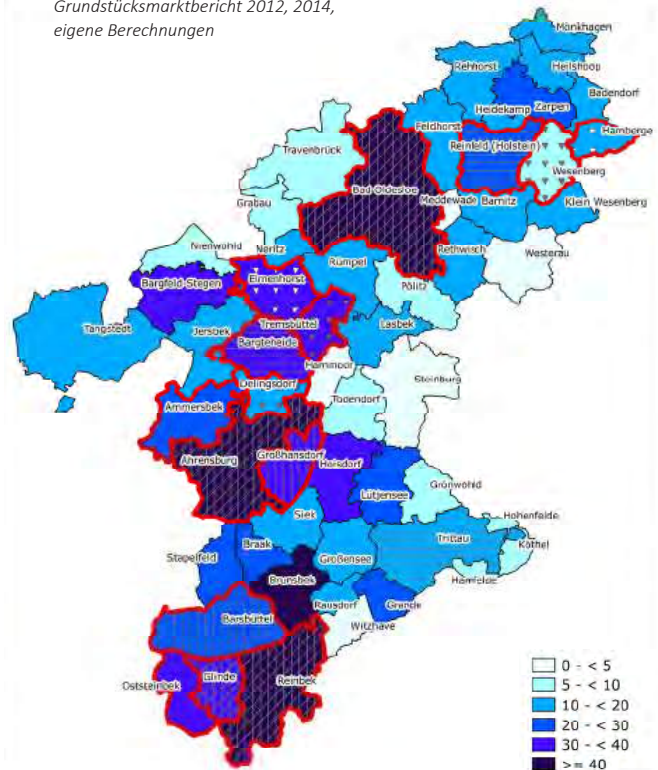 Grundstücksmarktbericht 2012, 2014,
eigene Berechnungen
Mönkhagen
Rehhorst
Heilshoop
Badendorf
Heidekamp
Zarpen
Feldhorst
Hamberge
Reinfeld (Holstein)
Travenbrück
Wesenberg
Bad Oldesloe
Meddewade
Barnitz
Klein Wesenberg
Grabau
Nienwohld
Neritz
Rümpel
Rethwisch
Westerau
Bargfeld-Stegen
Elmenhorst
Pölitz
Tangstedt
Jersbek
Tremsbüttel
Lasbek
Bargteheide
Hammoor
Steinburg
Delingsdorf
Todendorf
Ammersbek
Ahrensburg
Großhansdorf
Hoisdorf
Lütjensee
Grönwohld
Hohenfelde
Siek
Trittau
Köthel
Stapelfeld
Braak
Großensee
Hamfelde
Brunsbek
Rausdorf
Grande
Barsbüttel
Witzhave
Oststeinbek
Glinde
Reinbek
0 - < 5
5 - < 10
10 - < 20
20 - < 30
30 - < 40
>= 40